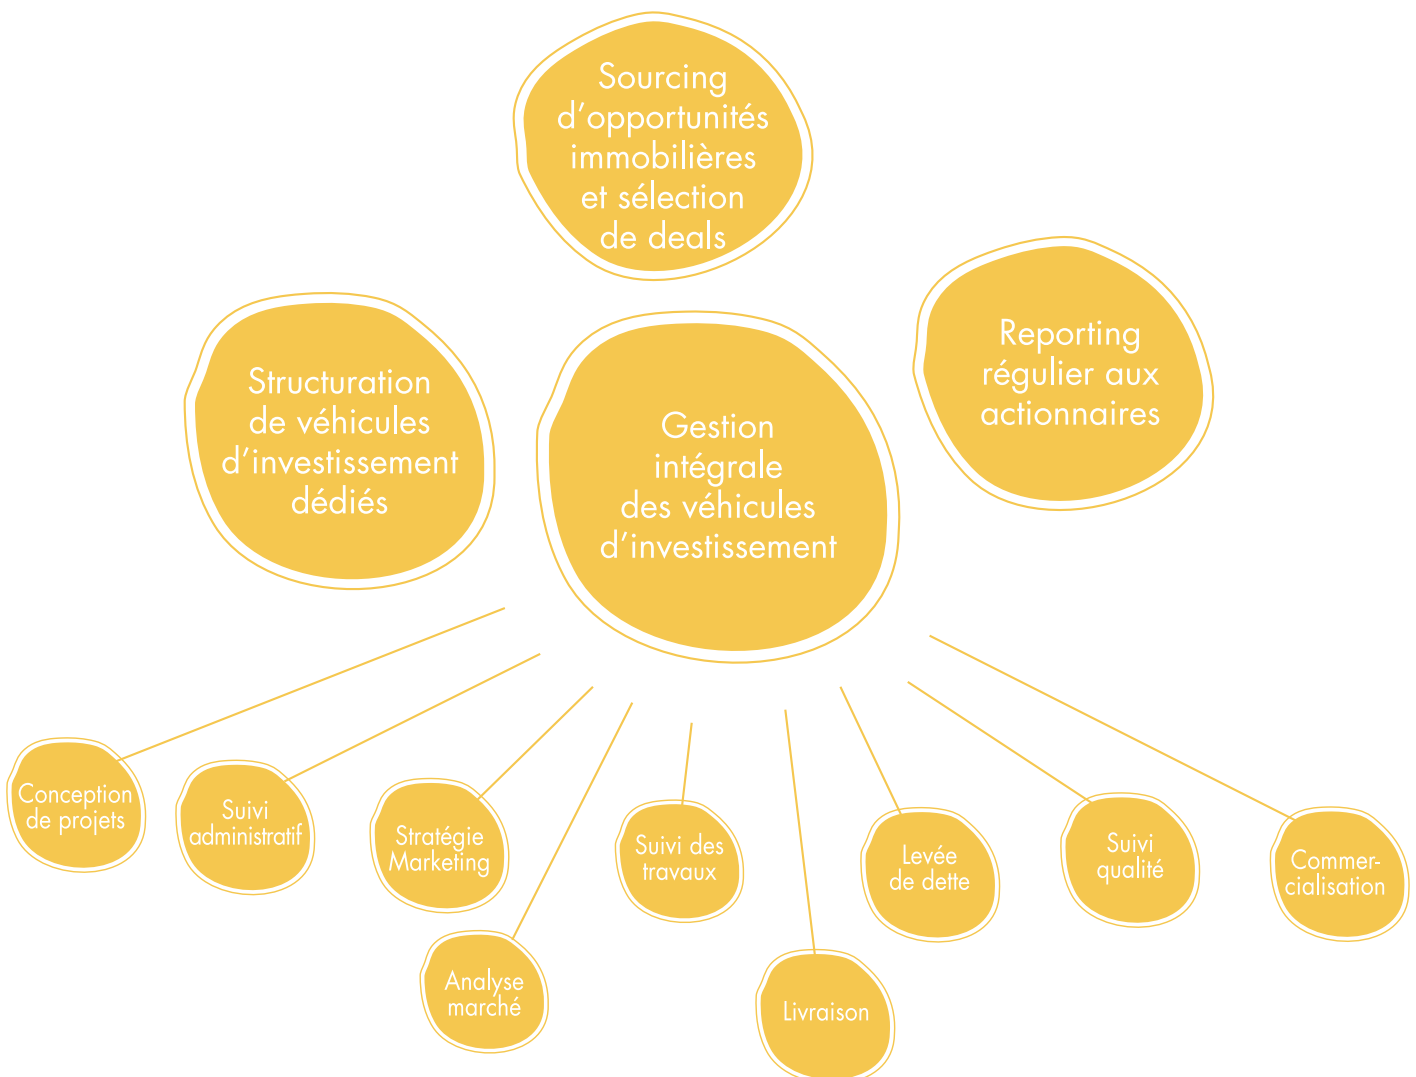 Sourcing
d’opportunités
immobilières
et sélection
de deals
Structuration
de véhicules
d’investissement
dédiés
Gestion
intégrale
des véhicules
d’investissement
Reporting
régulier aux
actionnaires
Conception
de projets
Suivi
administratif
Stratégie
Marketing
Analyse
marché
Suivi des
travaux
Livraison
Levée
de dette
Suivi
qualité
Commer-
cialisation